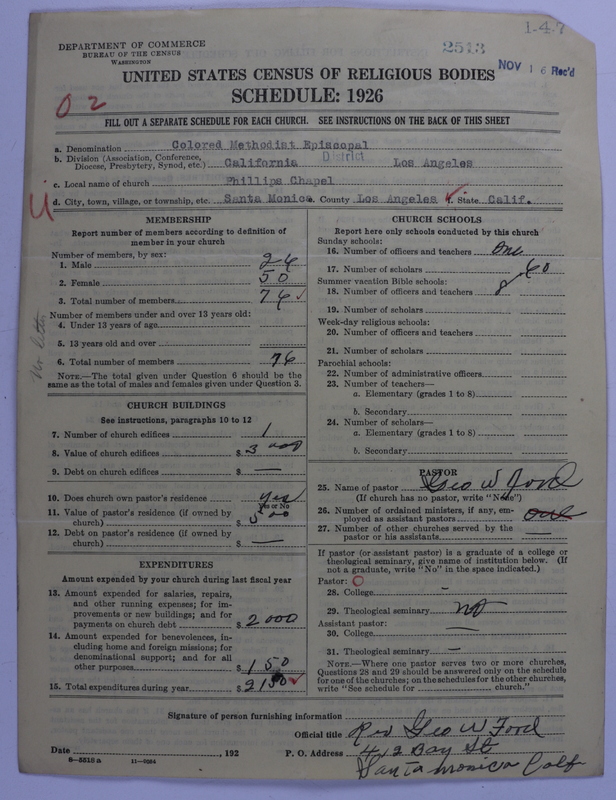 1-4-7
DEPARTMENT OF COMMERCE
BUREAU OF THE CENSUS
WASHINGTON
2513
NOV 16 Rec'd
UNITED STATES CENSUS OF RELIGIOUS BODIES
SCHEDULE: 1926
02
FILL OUT A SEPARATE SCHEDULE FOR EACH CHURCH. SEE INSTRUCTIONS ON THE BACK OF THIS SHEET
a. Denomination Colored Methodist Episcopal
b. Division (Association, Conference, Diocese, Presbytery, Synod, etc.) California District Los Angeles
c. Local name of church Phillips Chapel
U d. City, town, village, or township, etc. Santa Monica e. County Los Angeles f. State Calif.
MEMBERSHIP
Report number of members according to definition of
member in your church
Number of members, by sex:
1. Male 26
2. Female 50
3. Total number of members 76
Number of members under and over 13 years old:
4. Under 13 years of age
5. 13 years old and over
6. Total number of members 76
NOTE.—The total given under Question 6 should be the
same as the total of males and females given under Question 3.
No letter
CHURCH BUILDINGS
See instructions, paragraphs 10 to 12
7. Number of church edifices 1
8. Value of church edifices $ 3000
9. Debt on church edifices $ —
10. Does church own pastor's residence yes
Yes or No
11. Value of pastor's residence (if owned by
church) $ 500
12. Debt on pastor's residence (if owned by
church) $ —
EXPENDITURES
Amount expended by your church during last fiscal year
13. Amount expended for salaries, repairs,
and other running expenses; for im-
provements or new buildings; and for
payments on church debt $ 2000
14. Amount expended for benevolences, in-
cluding home and foreign missions; for
denominational support; and for all
other purposes $ 150
15. Total expenditures during year $ 2150
CHURCH SCHOOLS
Report here only schools conducted by this church
Sunday schools:
16. Number of officers and teachers One
17. Number of scholars 60
Summer vacation Bible schools:
18. Number of officers and teachers 8
19. Number of scholars
Week-day religious schools:
20. Number of officers and teachers
21. Number of scholars
Parochial schools:
22. Number of administrative officers
23. Number of teachers—
a. Elementary (grades 1 to 8)
b. Secondary
24. Number of scholars—
a. Elementary (grades 1 to 8)
b. Secondary
PASTOR
25. Name of pastor Geo W Ford
(If church has no pastor, write "None")
26. Number of ordained ministers, if any, em-
ployed as assistant pastors one
27. Number of other churches served by the
pastor or his assistants —
If pastor (or assistant pastor) is a graduate of a college or
theological seminary, give name of institution below. (If
not a graduate, write "No" in the space indicated.)
Pastor: O
28. College —
29. Theological seminary not
Assistant pastor:
30. College —
31. Theological seminary —
NOTE.—Where one pastor serves two or more churches,
Questions 28 and 29 should be answered only on the schedule
for one of the churches; on the schedules for the other churches,
write "See schedule for church."
Signature of person furnishing information
Official title Rev Geo W Ford
Date , 192 P. O. Address 412 Bay St
Santa monica Calf
8—5518 a 11—9024